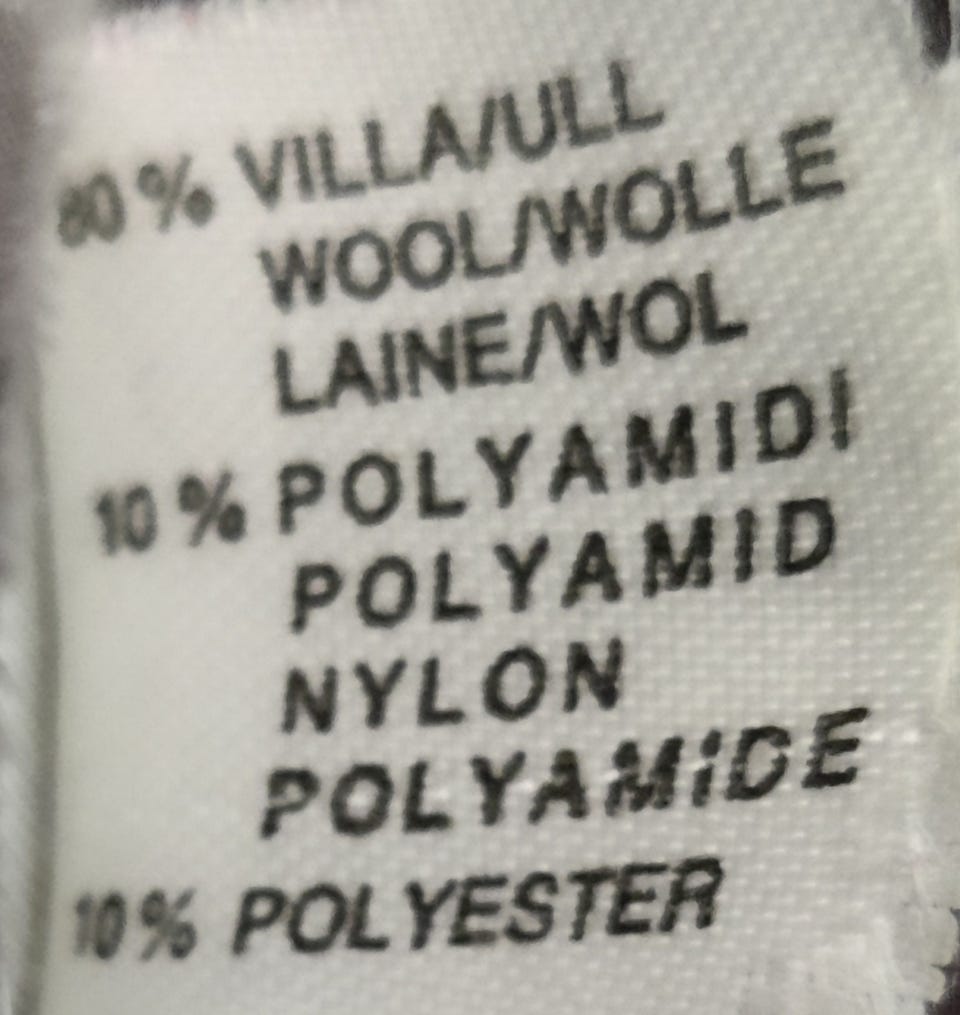 80% VILLA/ULL
WOOL/WOLLE
LAINE/WOL
10% POLYAMIDI
POLYAMID
NYLON
POLYAMIDE
10% POLYESTER